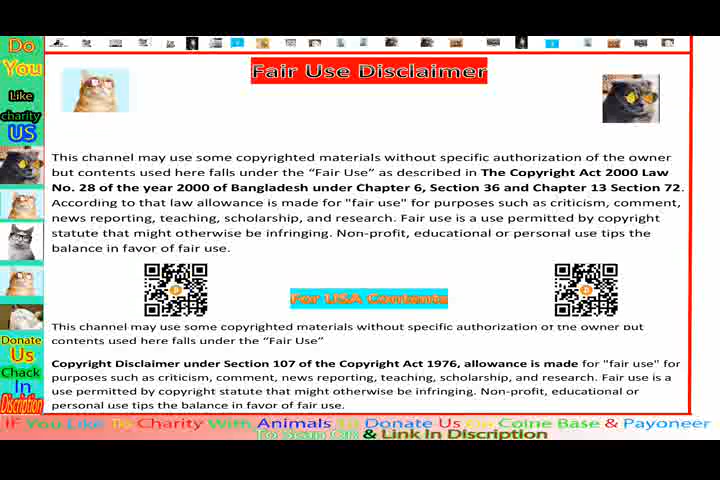 Do
You
Like
charity
US
Donate
Us
Chack
In
Discription
Fair Use Disclaimer
This channel may use some copyrighted materials without specific authorization of the owner
but contents used here falls under the “Fair Use” as described in The Copyright Act 2000 Law
No. 28 of the year 2000 of Bangladesh under Chapter 6, Section 36 and Chapter 13 Section 72.
According to that law allowance is made for "fair use" for purposes such as criticism, comment,
news reporting, teaching, scholarship, and research. Fair use is a use permitted by copyright
statute that might otherwise be infringing. Non-profit, educational or personal use tips the
balance in favor of fair use.
For USA Contents
This channel may use some copyrighted materials without specific authorization of the owner but
contents used here falls under the “Fair Use”
Copyright Disclaimer under Section 107 of the Copyright Act 1976, allowance is made for "fair use" for
purposes such as criticism, comment, news reporting, teaching, scholarship, and research. Fair use is a
use permitted by copyright statute that might otherwise be infringing. Non-profit, educational or
personal use tips the balance in favor of fair use.
IF You Like To Charity With Animals To Donate Us On Coine Base & Payoneer
To Scan QR & Link In Discription